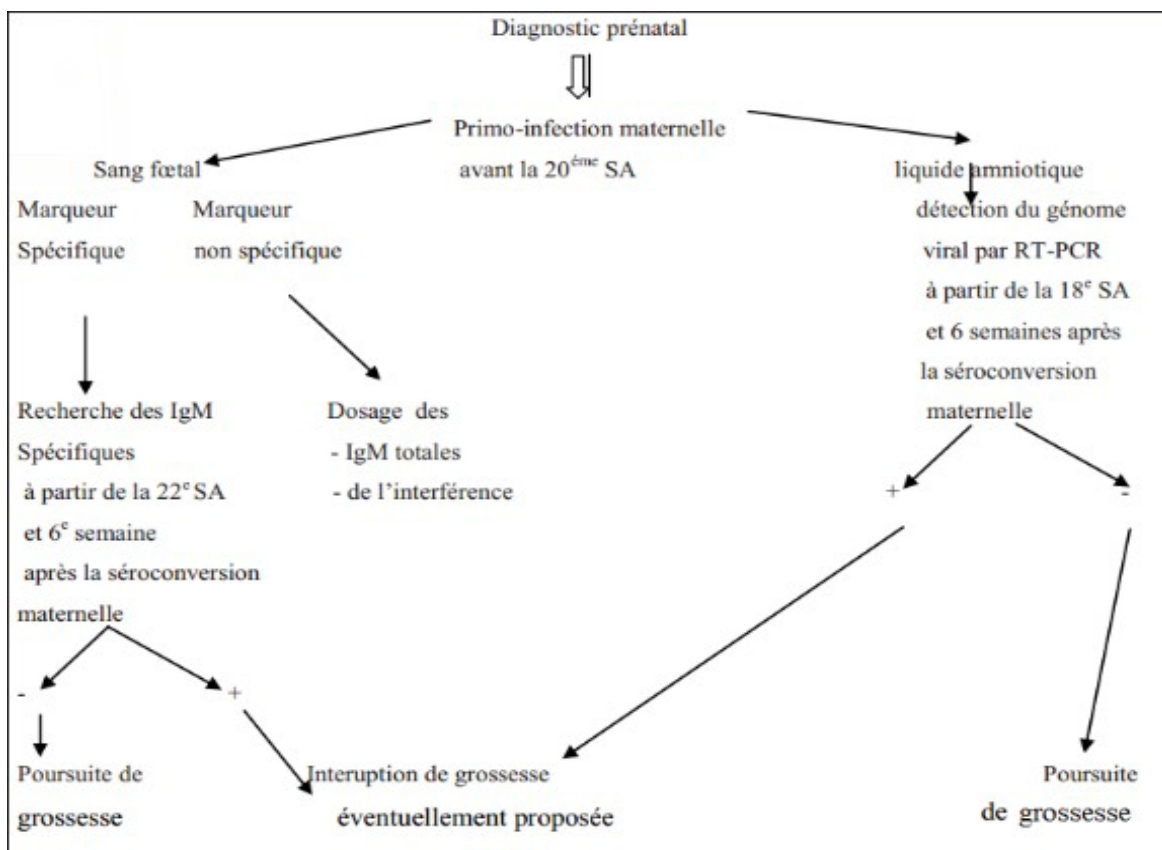 Diagnostic prénatal
Primo-infection maternelle
avant la 20éme SA
Sang fœtal
Marqueur
Spécifique
Marqueur
non spécifique
Recherche des IgM
Spécifiques
à partir de la 22e SA
et 6e semaine
après la séroconversion
maternelle
-
+
Poursuite de
grossesse
Dosage des
- IgM totales
- de l'interférence
Interuption de grossesse
éventuellement proposée
liquide amniotique
détection du génome
viral par RT-PCR
à partir de la 18e SA
et 6 semaines après
la séroconversion
maternelle
+
-
Poursuite
de grossesse